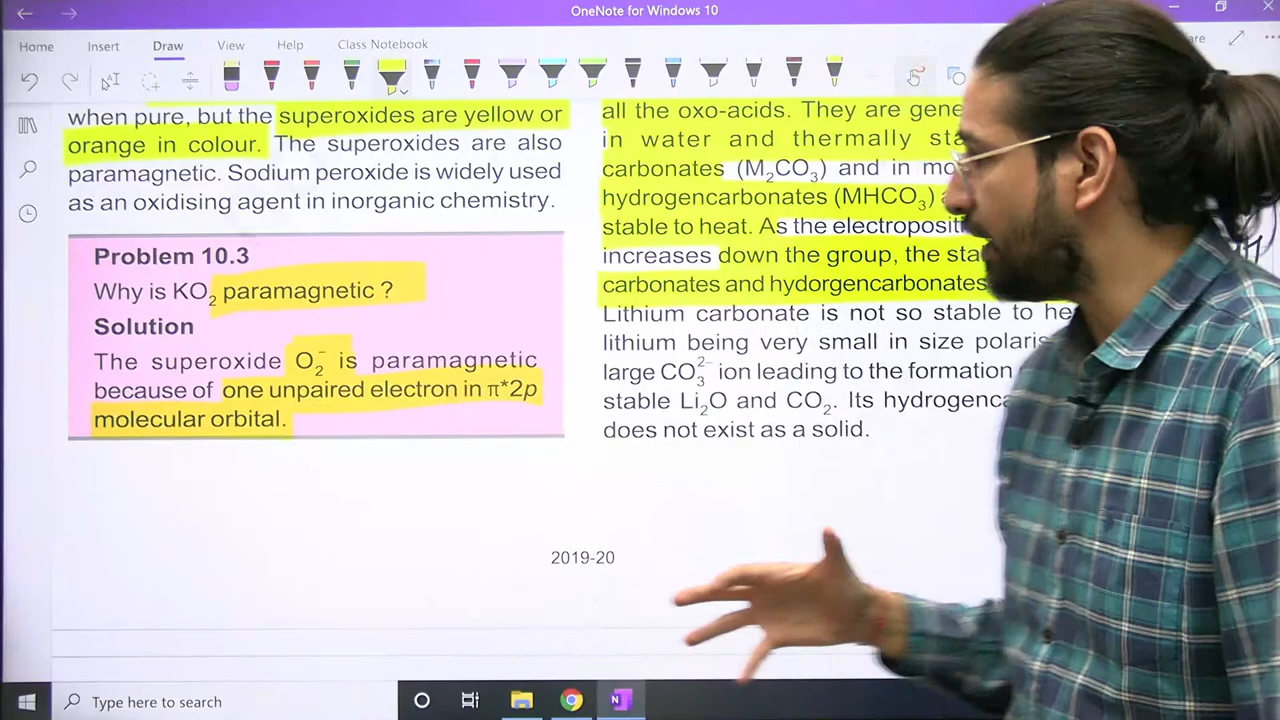 OneNote for Windows 10
Home Insert Draw View Help Class Notebook
when pure, but the superoxides are yellow or
orange in colour. The superoxides are also
paramagnetic. Sodium peroxide is widely used
as an oxidising agent in inorganic chemistry.
Problem 10.3
Why is KO₂ paramagnetic ?
Solution
The superoxide O₂⁻ is paramagnetic
because of one unpaired electron in π*2p
molecular orbital.
all the oxo-acids. They are gene
in water and thermally sta
carbonates (M₂CO₃) and in mo
hydrogencarbonates (MHCO₃)
stable to heat. As the electropositi
increases down the group, the sta
carbonates and hydorgencarbonates
Lithium carbonate is not so stable to he
lithium being very small in size polaris
large CO₃²⁻ ion leading to the formation
stable Li₂O and CO₂. Its hydrogenca
does not exist as a solid.
2019-20
Type here to search